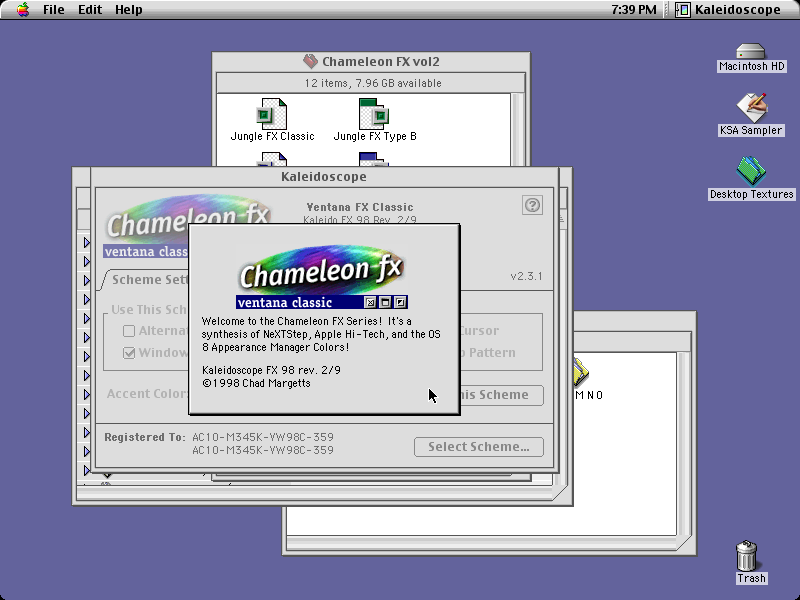 File Edit Help
7:39 PM Kaleidoscope
Chameleon FX vol2
12 items, 7.96 GB available
Jungle FX Classic Jungle FX Type B
Macintosh HD
KSA Sampler
Desktop Textures
Kaleidoscope
Chameleon fx
ventana class
Ventana FX Classic
Kaleido FX 98 Rev. 2/9
v2.3.1
Scheme Sett
Use This Sch
Alterna
Window
Cursor
Pattern
Accent Color:
his Scheme
Chameleon fx
ventana classic
Welcome to the Chameleon FX Series! It's a
synthesis of NeXTStep, Apple Hi-Tech, and the OS
8 Appearance Manager Colors!
Kaleidoscope FX 98 rev. 2/9
©1998 Chad Margetts
Registered To: AC10-M345K-VW98C-359
AC10-M345K-VW98C-359
Select Scheme...
M N O
Trash